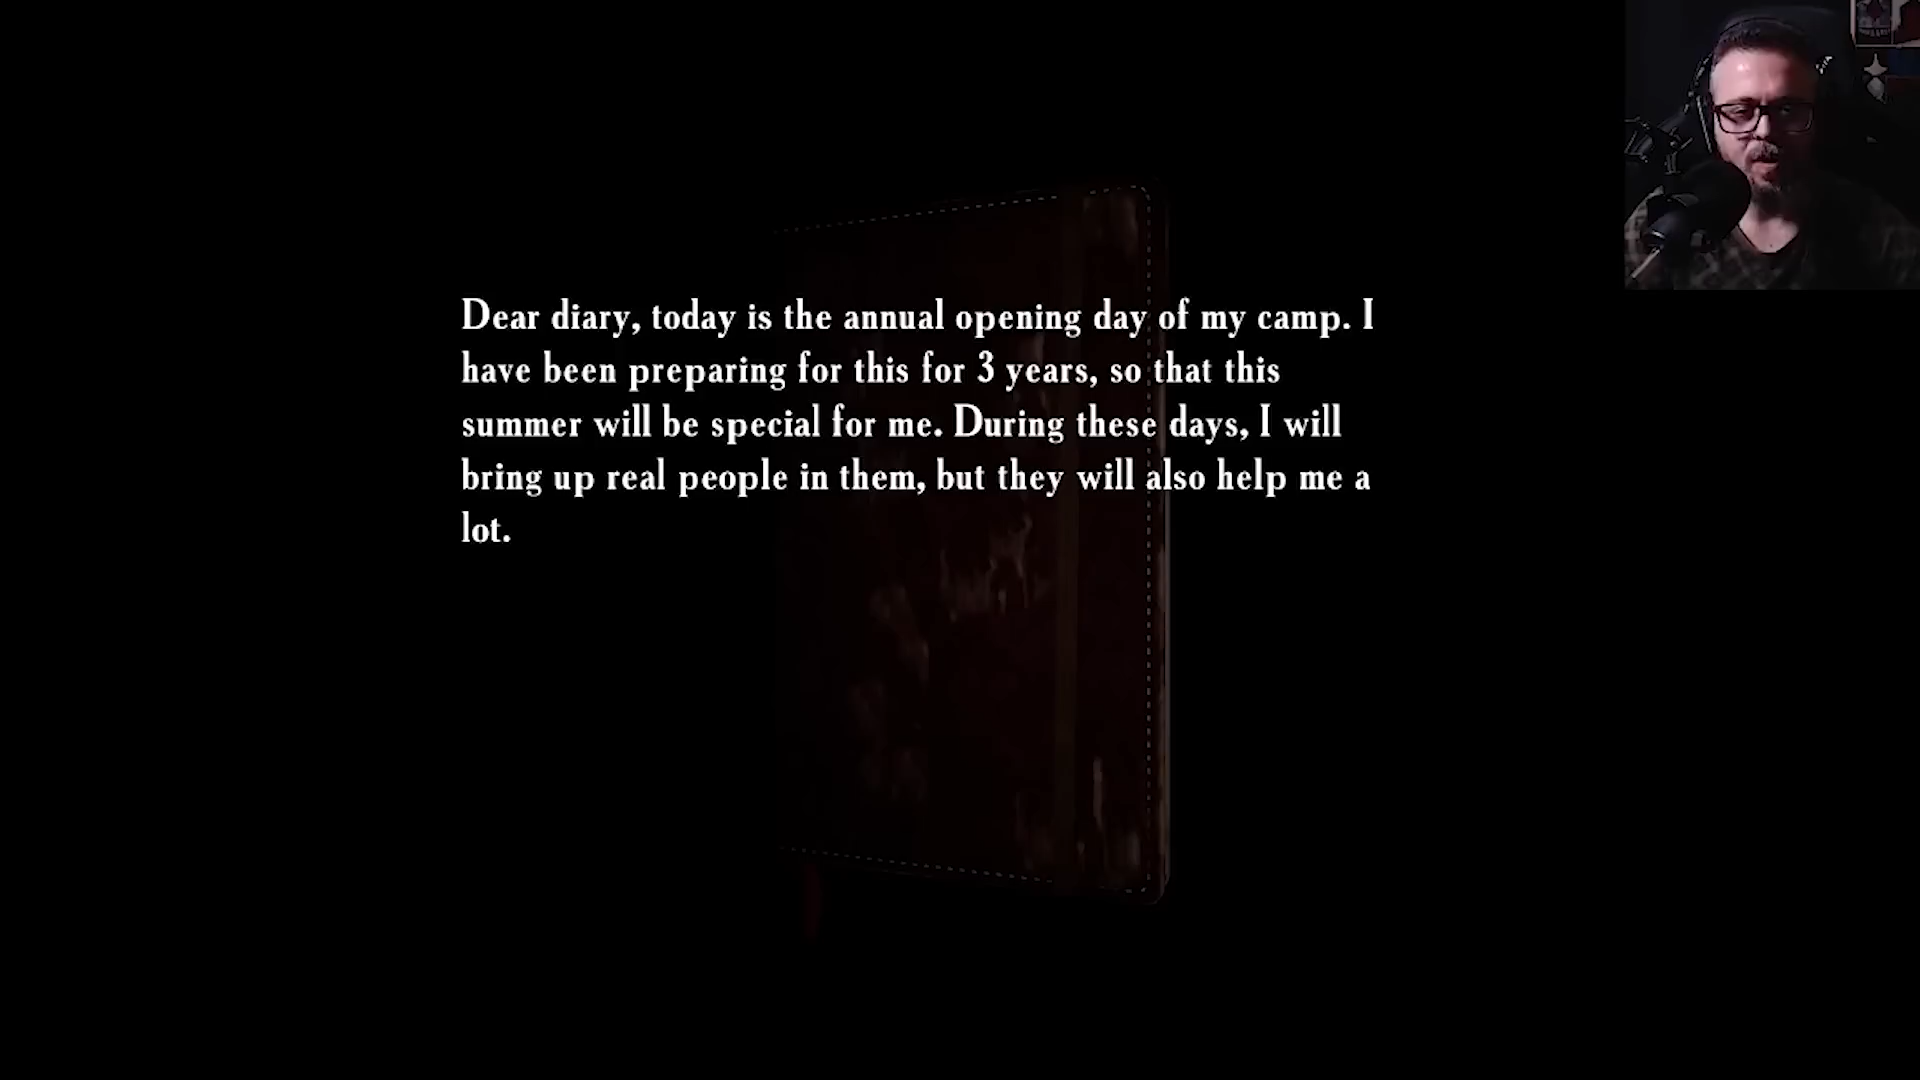 Dear diary, today is the annual opening day of my camp. I
have been preparing for this for 3 years, so that this
summer will be special for me. During these days, I will
bring up real people in them, but they will also help me a
lot.